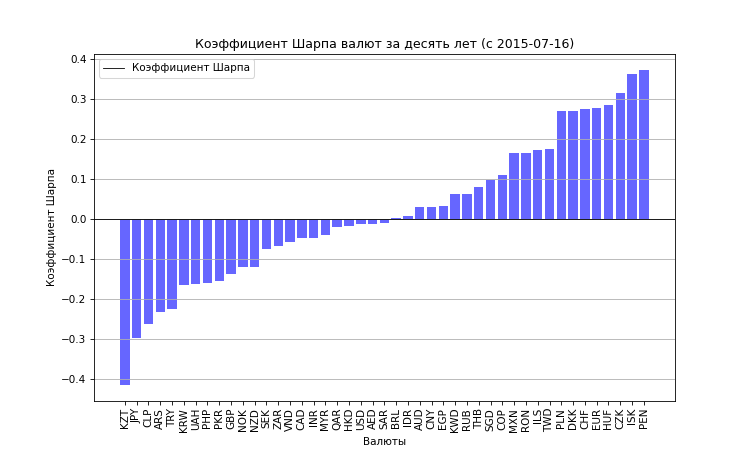 Коэффициент Шарпа валют за десять лет (с 2015-07-16)
Коэффициент Шарпа
0.4
0.3
0.2
0.1
0.0
−0.1
−0.2
−0.3
−0.4
Коэффициент Шарпа
KZT
JPY
CLP
ARS
TRY
KRW
UAH
PHP
PKR
GBP
NOK
NZD
SEK
ZAR
VND
CAD
INR
MYR
QAR
HKD
USD
AED
SAR
BRL
IDR
AUD
CNY
EGP
KWD
RUB
THB
SGD
COP
MXN
RON
ILS
TWD
PLN
DKK
CHF
EUR
HUF
CZK
ISK
PEN
Валюты